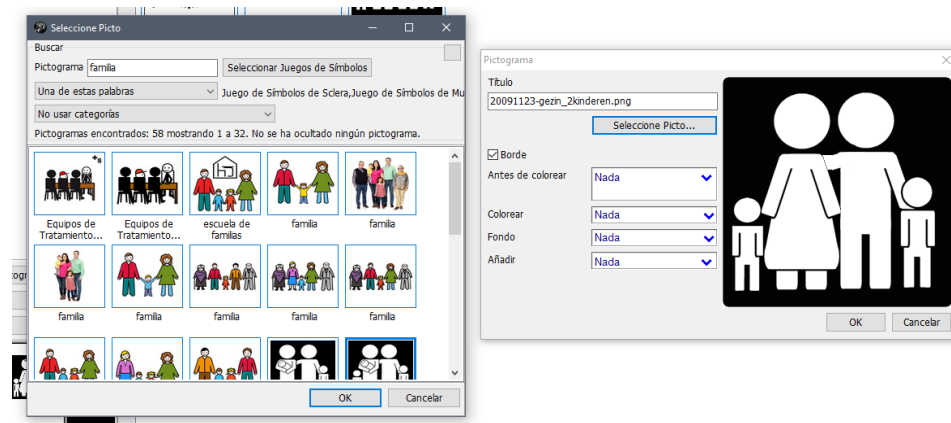 Seleccione Picto
Buscar
Pictograma familia Seleccionar Juegos de Símbolos
Una de estas palabras Juego de Símbolos de Sclera,Juego de Símbolos de Mu
No usar categorías
Pictogramas encontrados: 58 mostrando 1 a 32. No se ha ocultado ningún pictograma.
+s
Equipos de Tratamiento...
Equipos de Tratamiento...
escuela de familias
familia
familia
familia
familia
familia
familia
familia
OK Cancelar
Pictograma
Título
20091123-gezin_2kinderen.png
Seleccione Picto...
Borde
Antes de colorear Nada
Colorear Nada
Fondo Nada
Añadir Nada
OK Cancelar